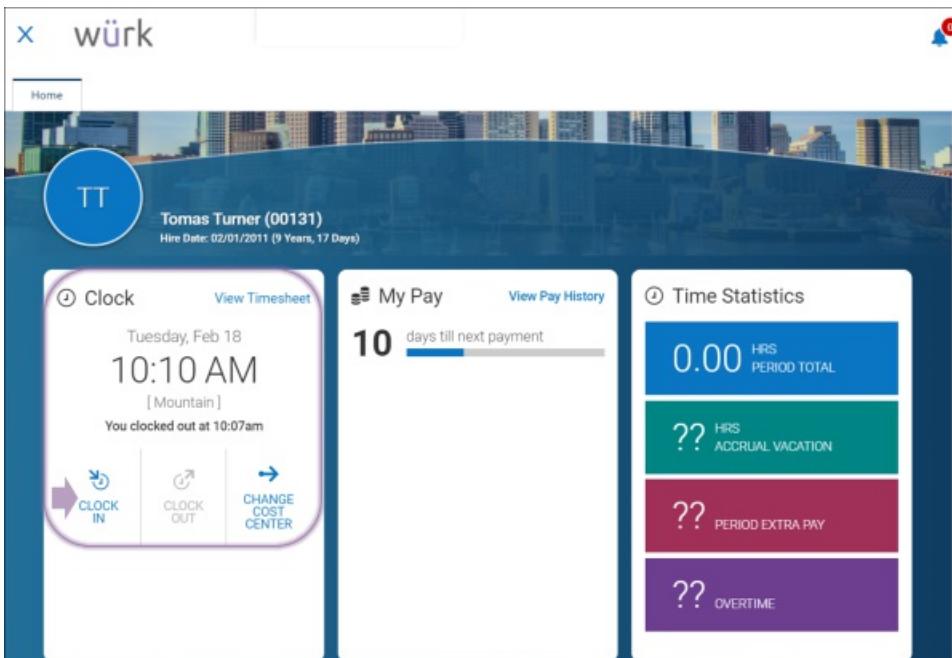 würk
0
Home
TT
Tomas Turner (00131)
Hire Date: 02/01/2011 (9 Years, 17 Days)
Clock
View Timesheet
Tuesday, Feb 18
10:10 AM
[ Mountain ]
You clocked out at 10:07am
CLOCK
IN
CLOCK
OUT
CHANGE
COST
CENTER
My Pay
View Pay History
10 days till next payment
Time Statistics
0.00 HRS
PERIOD TOTAL
?? HRS
ACCRUAL VACATION
?? PERIOD EXTRA PAY
?? OVERTIME